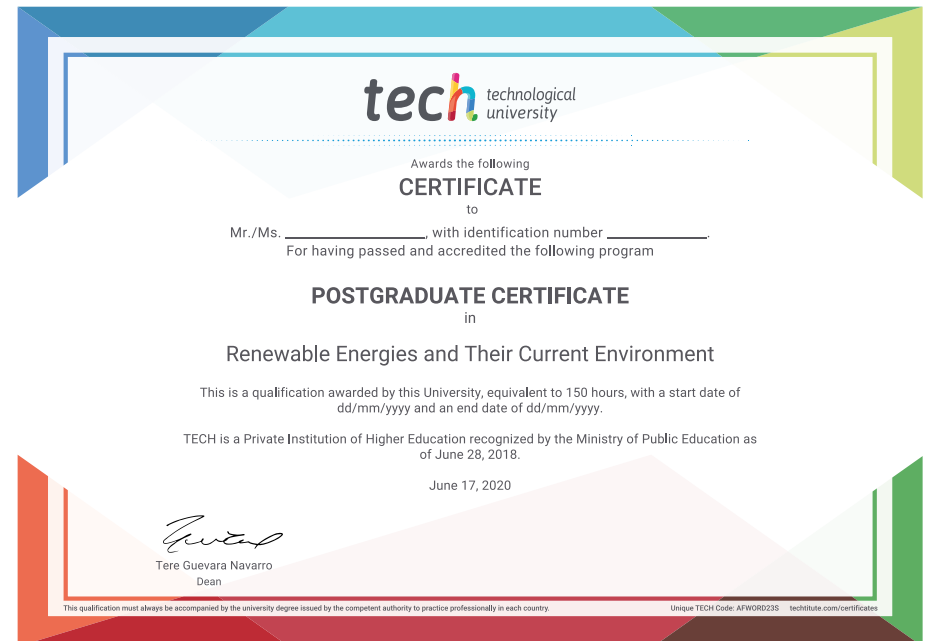 tech technological
university
Awards the following
CERTIFICATE
to
Mr./Ms. ____________________, with identification number ______________.
For having passed and accredited the following program
POSTGRADUATE CERTIFICATE
in
Renewable Energies and Their Current Environment
This is a qualification awarded by this University, equivalent to 150 hours, with a start date of
dd/mm/yyyy and an end date of dd/mm/yyyy.
TECH is a Private Institution of Higher Education recognized by the Ministry of Public Education as
of June 28, 2018.
June 17, 2020
Tere Guevara Navarro
Dean
This qualification must always be accompanied by the university degree issued by the competent authority to practice professionally in each country. Unique TECH Code: AFWORD23S techtitute.com/certificates